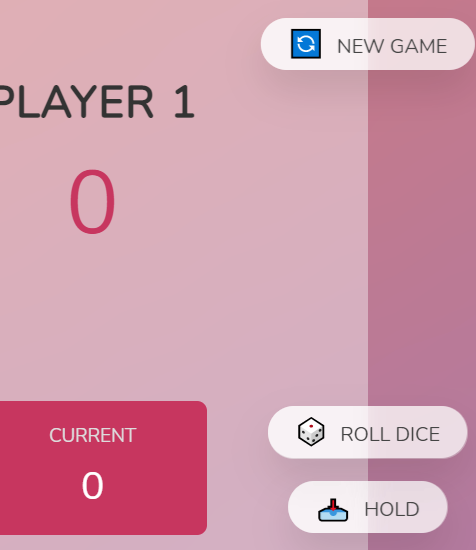 NEW GAME
PLAYER 1
0
CURRENT
0
ROLL DICE
HOLD